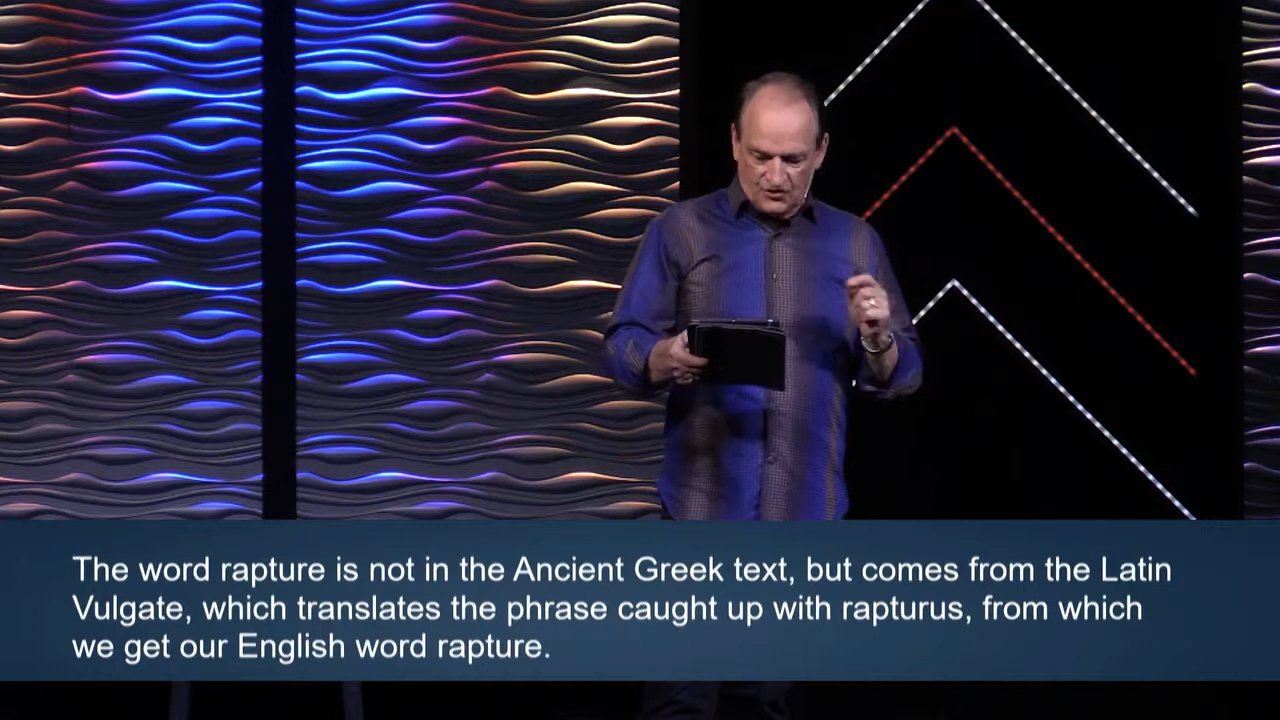 The word rapture is not in the Ancient Greek text, but comes from the Latin
Vulgate, which translates the phrase caught up with rapturus, from which
we get our English word rapture.